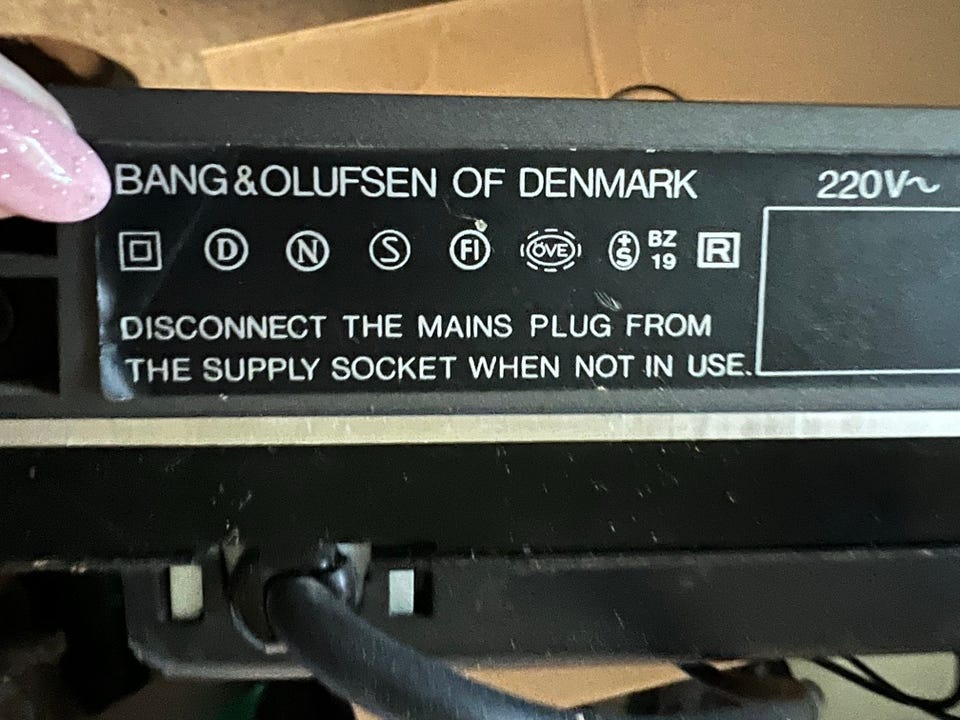 BANG&OLUFSEN OF DENMARK 220V~
D N S FI ÖVE +S BZ 19 R
DISCONNECT THE MAINS PLUG FROM
THE SUPPLY SOCKET WHEN NOT IN USE.